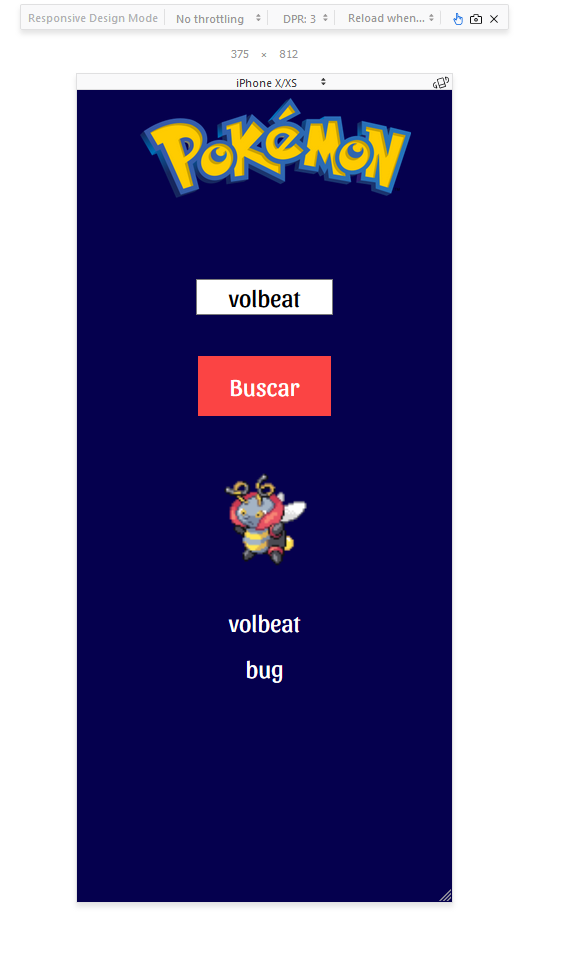 Responsive Design Mode No throttling DPR: 3 Reload when...
375 × 812
iPhone X/XS
POKéMON
volbeat
Buscar
volbeat
bug